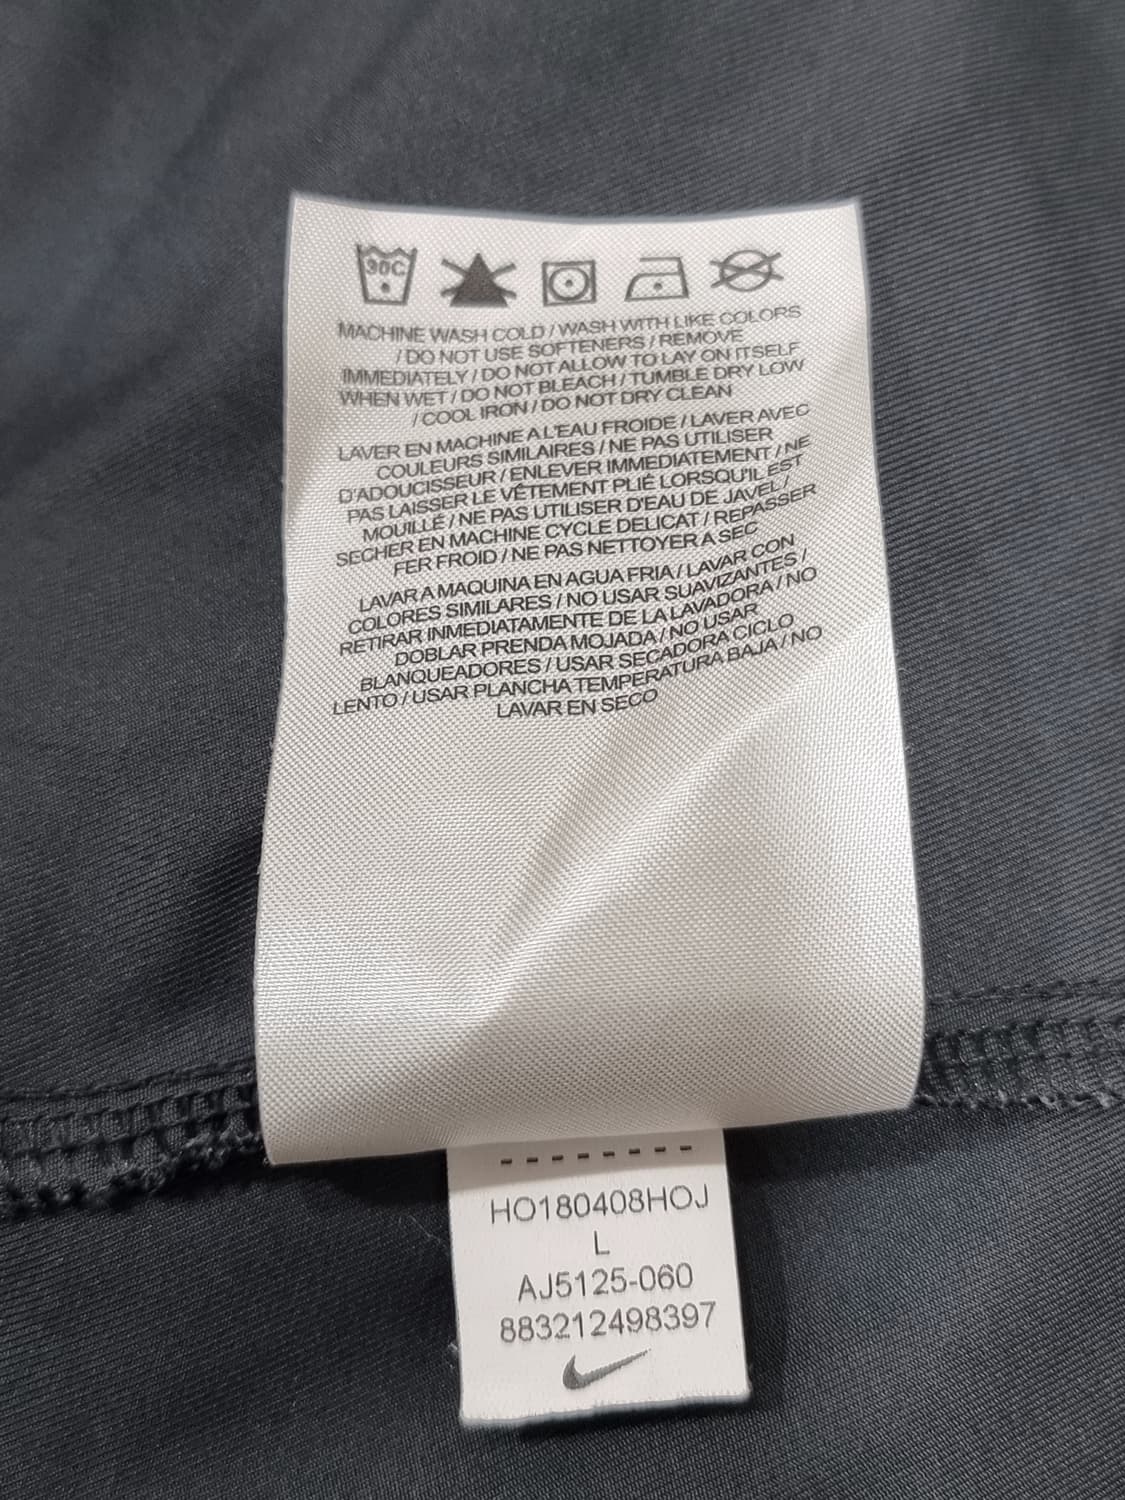 30C
MACHINE WASH COLD / WASH WITH LIKE COLORS
/ DO NOT USE SOFTENERS / REMOVE
IMMEDIATELY / DO NOT ALLOW TO LAY ON ITSELF
WHEN WET / DO NOT BLEACH / TUMBLE DRY LOW
/ COOL IRON / DO NOT DRY CLEAN
LAVER EN MACHINE A L'EAU FROIDE / LAVER AVEC
COULEURS SIMILAIRES / NE PAS UTILISER
D'ADOUCISSEUR / ENLEVER IMMEDIATEMENT / NE
PAS LAISSER LE VÊTEMENT PLIÉ LORSQU'IL EST
MOUILLÉ / NE PAS UTILISER D'EAU DE JAVEL /
SECHER EN MACHINE CYCLE DELICAT / REPASSER
FER FROID / NE PAS NETTOYER A SEC
LAVAR A MAQUINA EN AGUA FRIA / LAVAR CON
COLORES SIMILARES / NO USAR SUAVIZANTES /
RETIRAR INMEDIATAMENTE DE LA LAVADORA / NO
DOBLAR PRENDA MOJADA / NO USAR
BLANQUEADORES / USAR SECADORA CICLO
LENTO / USAR PLANCHA TEMPERATURA BAJA / NO
LAVAR EN SECO
HO180408HOJ
L
AJ5125-060
883212498397